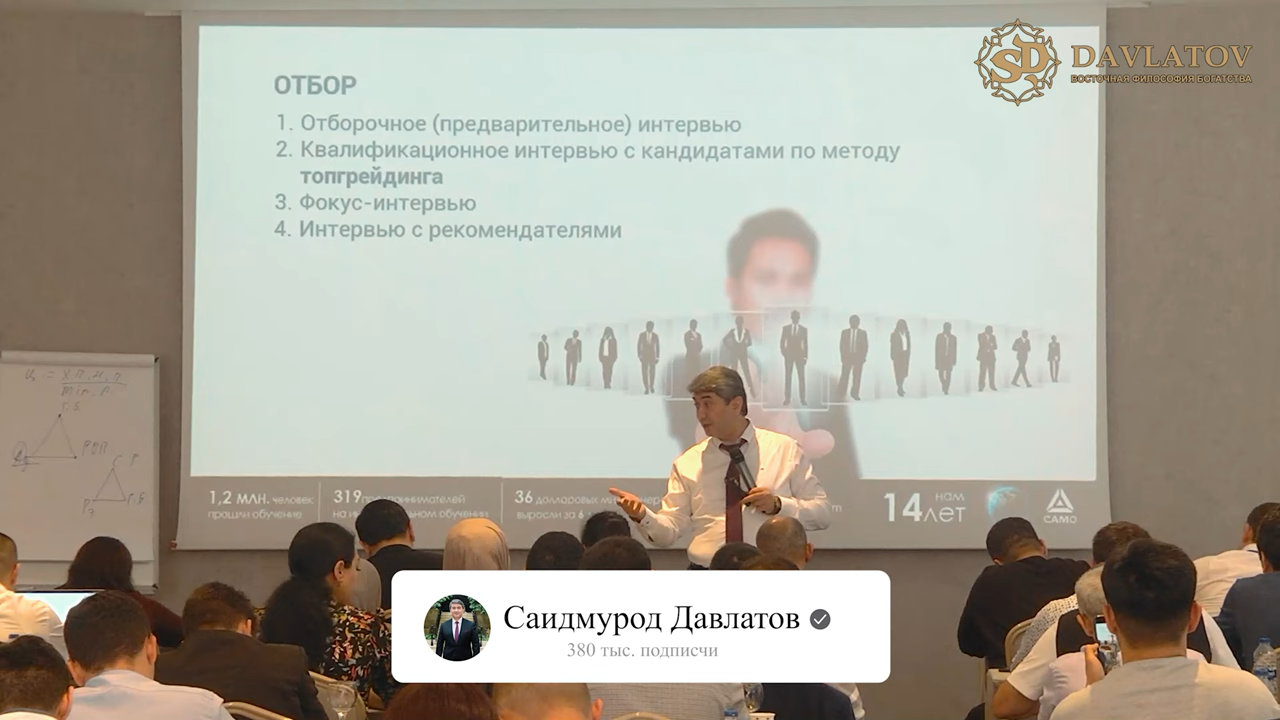 DAVLATOV
ВОСТОЧНАЯ ФИЛОСОФИЯ БОГАТСТВА
ОТБОР
1. Отборочное (предварительное) интервью
2. Квалификационное интервью с кандидатами по методу
топгрейдинга
3. Фокус-интервью
4. Интервью с рекомендателями
1,2 МЛН. человек
прошли обучение
319
обучении
36 долларовых
выросли за
14 нам
лет
САМО
Саидмурод Давлатов
380 тыс. подписчи